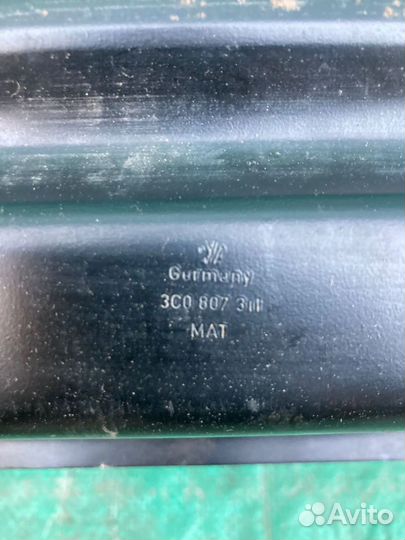 Germany
3C0 807
MAT
Avito